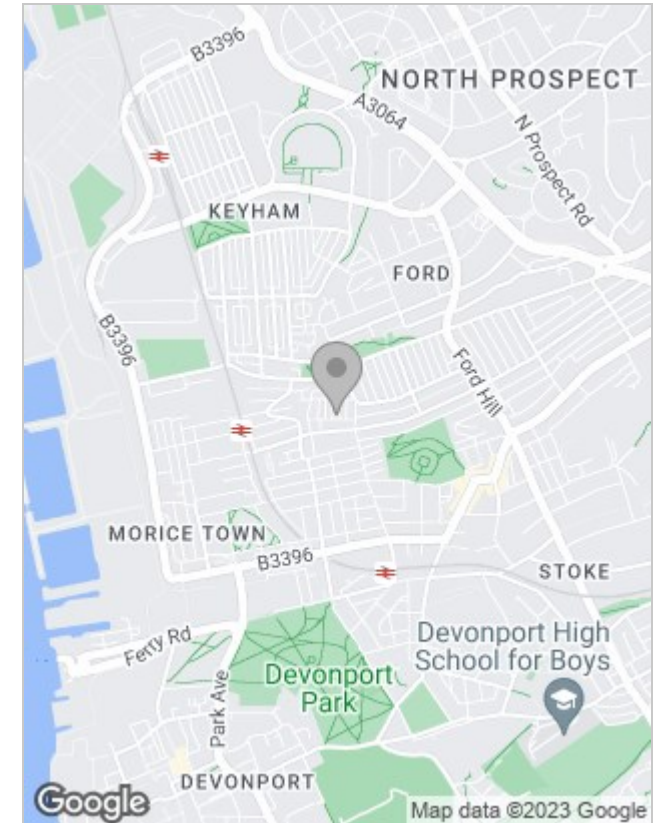 B3396
NORTH PROSPECT
A3064
N Prospect Rd
KEYHAM
FORD
B3396
Ford Hill
MORICE TOWN
B3396
STOKE
Ferry Rd
Devonport High
School for Boys
Devonport
Park
Park Ave
DEVONPORT
Google
Map data ©2023 Google